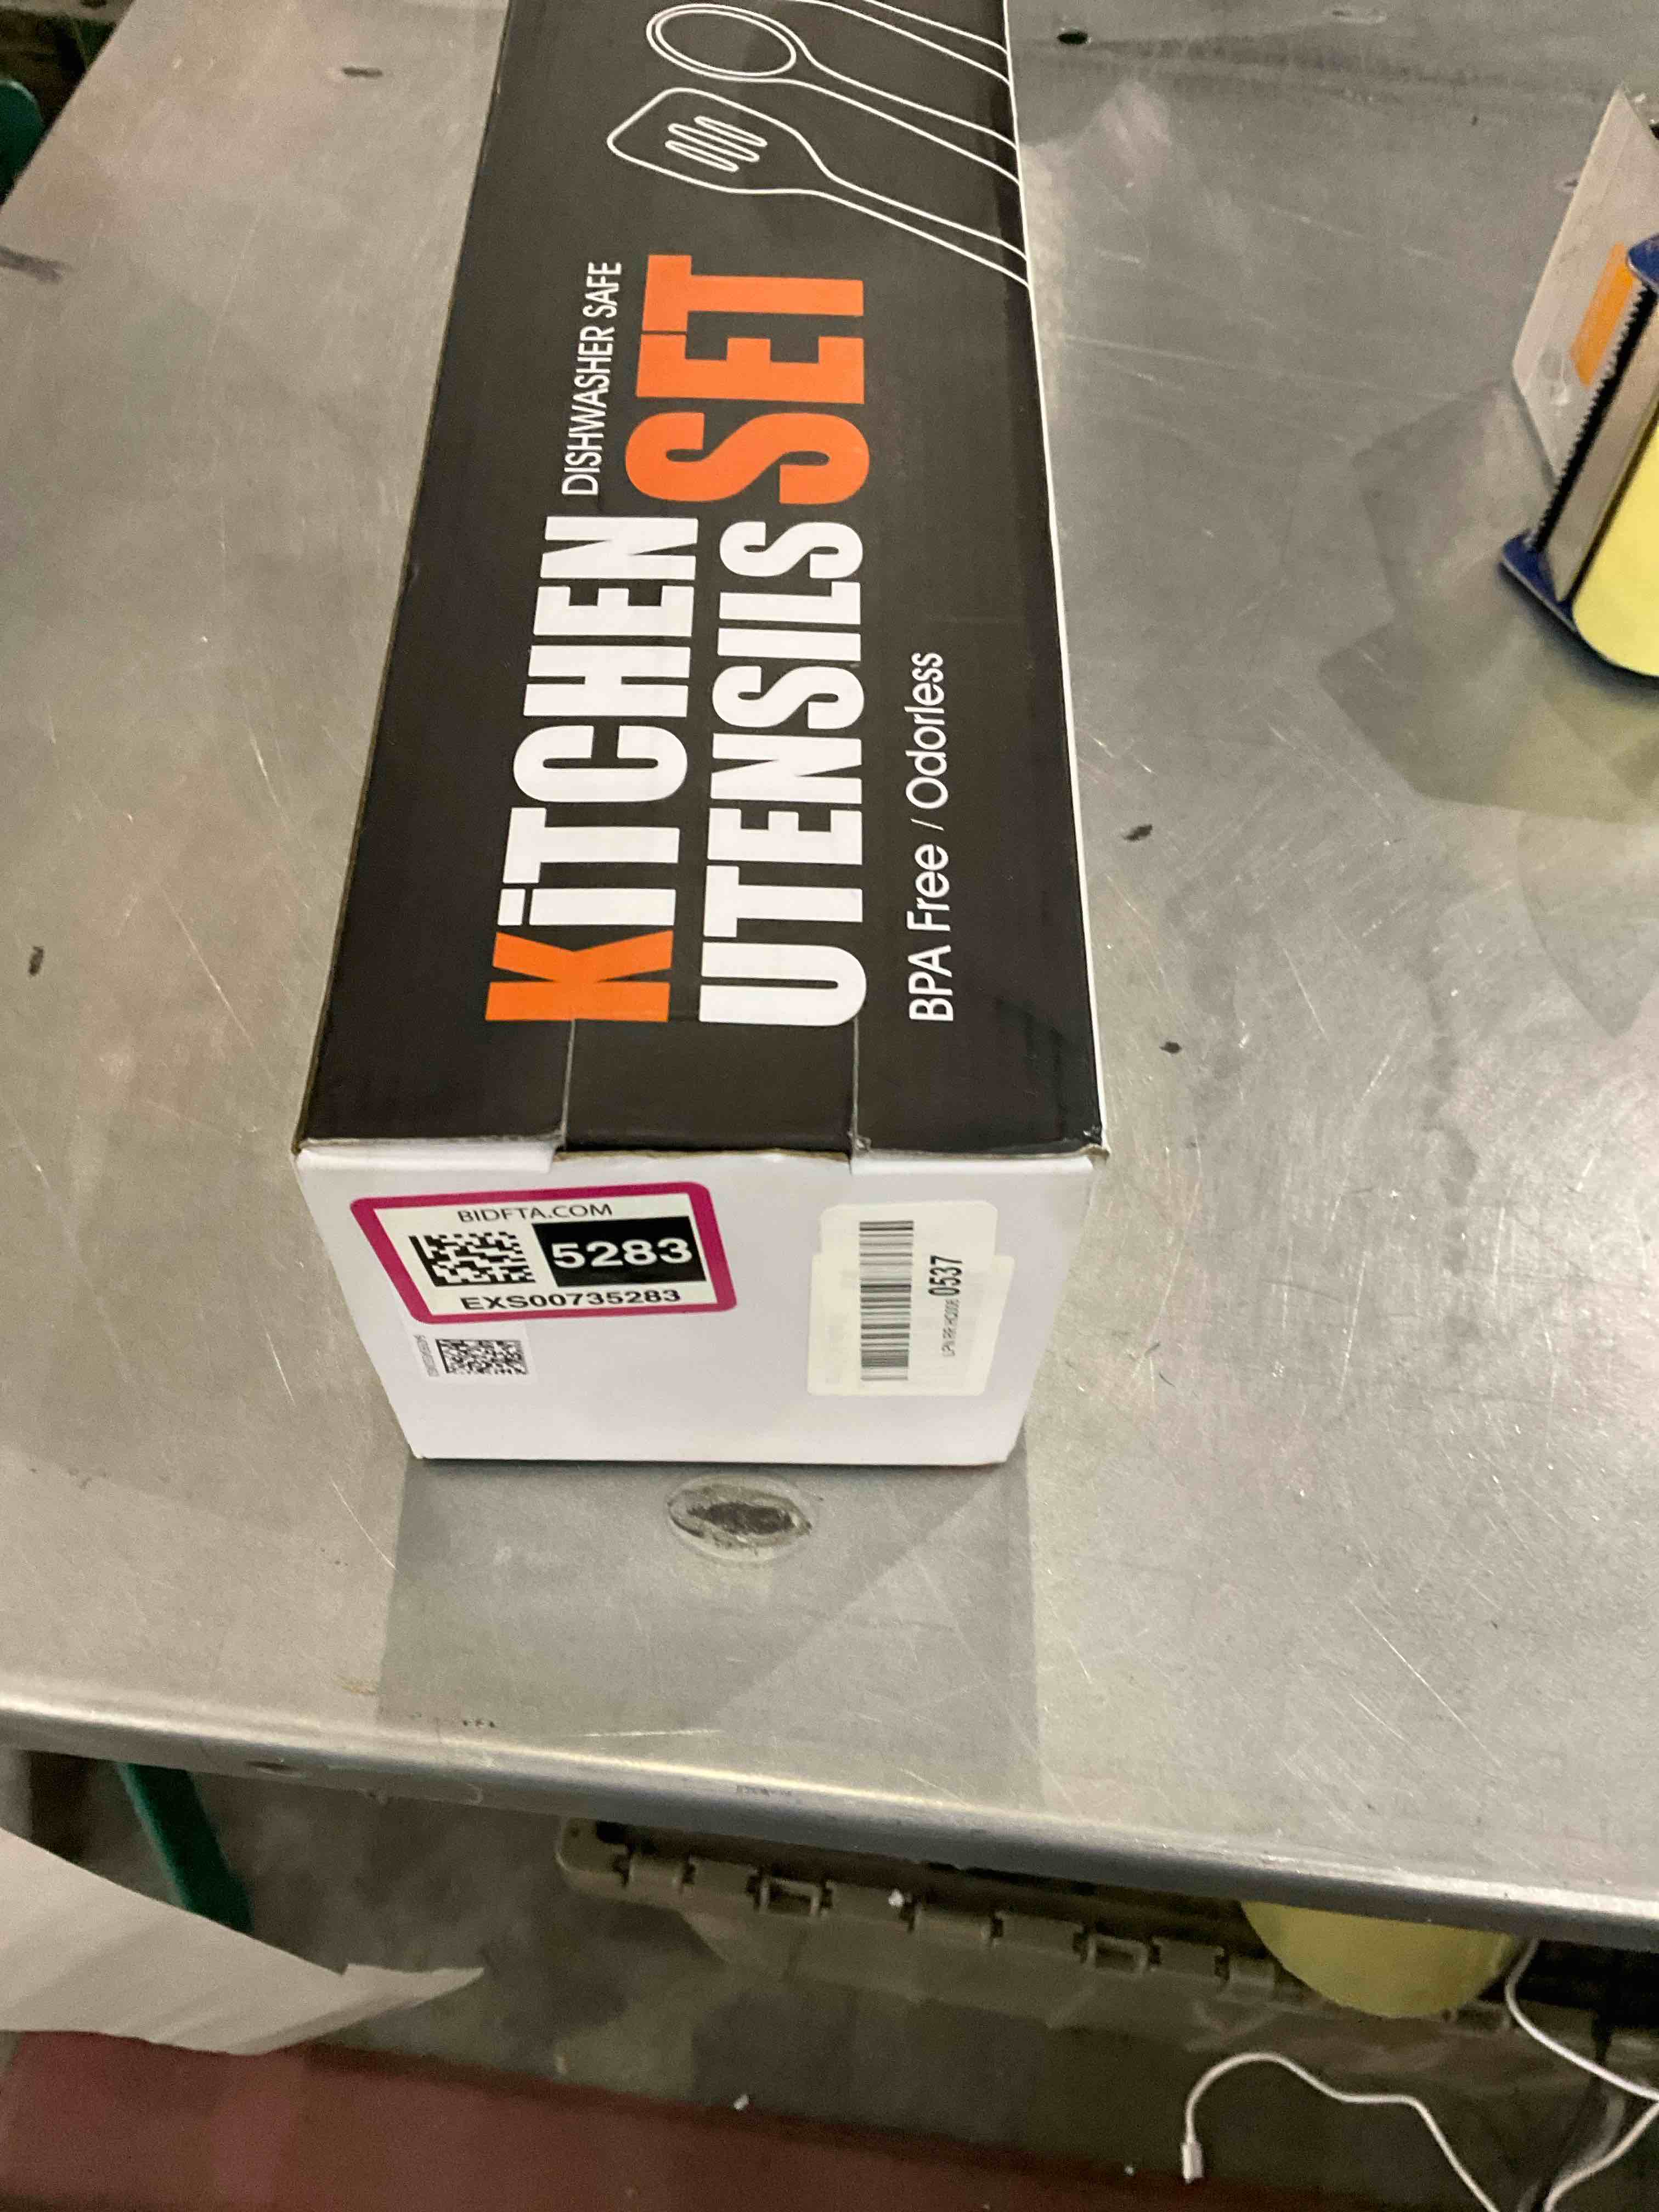 KiTCHEN DISHWASHER SAFE
UTENSILS SET
BPA Free / Odorless
BIDFTA.COM
5283
EXS00735283
0537